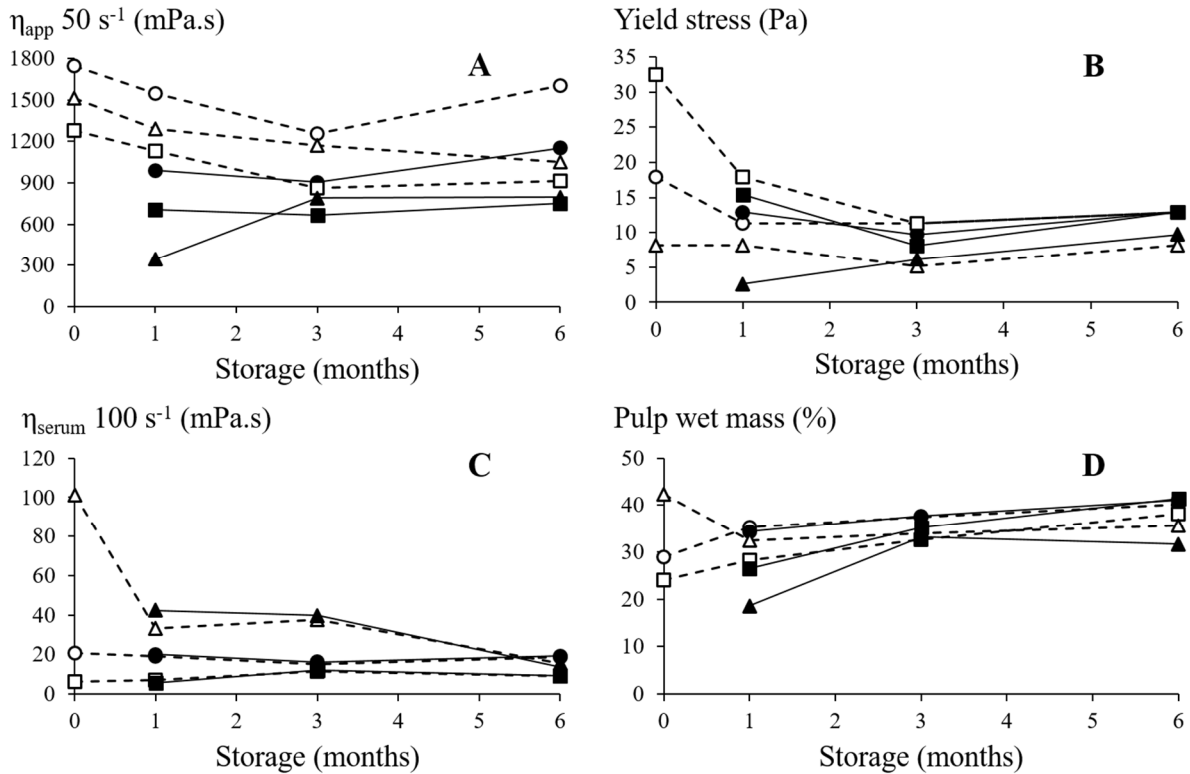 η_app 50 s⁻¹ (mPa.s)
A
1800
1500
1200
900
600
300
0
0 1 2 3 4 5 6
Storage (months)
Yield stress (Pa)
B
35
30
25
20
15
10
5
0
0 1 2 3 4 5 6
Storage (months)
η_serum 100 s⁻¹ (mPa.s)
C
120
100
80
60
40
20
0
0 1 2 3 4 5 6
Storage (months)
Pulp wet mass (%)
D
50
40
30
20
10
0
0 1 2 3 4 5 6
Storage (months)